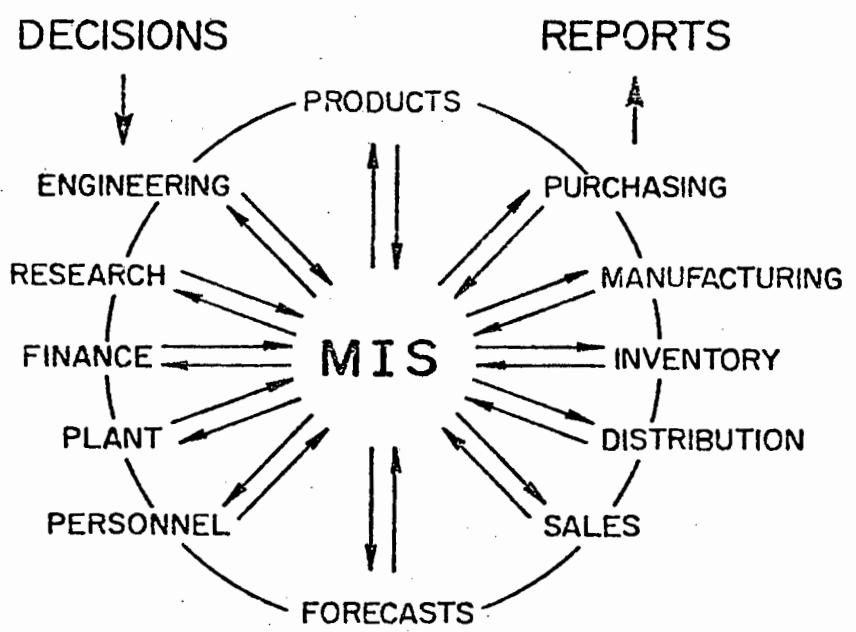 DECISIONS
REPORTS
PRODUCTS
ENGINEERING
PURCHASING
RESEARCH
MANUFACTURING
FINANCE
MIS
INVENTORY
PLANT
DISTRIBUTION
PERSONNEL
SALES
FORECASTS